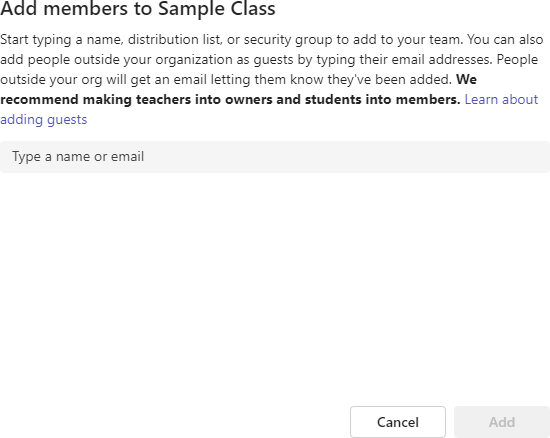 Add members to Sample Class
Start typing a name, distribution list, or security group to add to your team. You can also
add people outside your organization as guests by typing their email addresses. People
outside your org will get an email letting them know they've been added. We
recommend making teachers into owners and students into members. Learn about
adding guests
Type a name or email
Cancel
Add